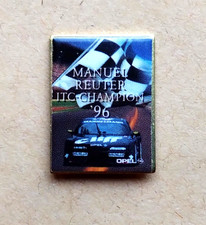 MANUEL
REUTER
ITC-CHAMPION
'96
OPEL